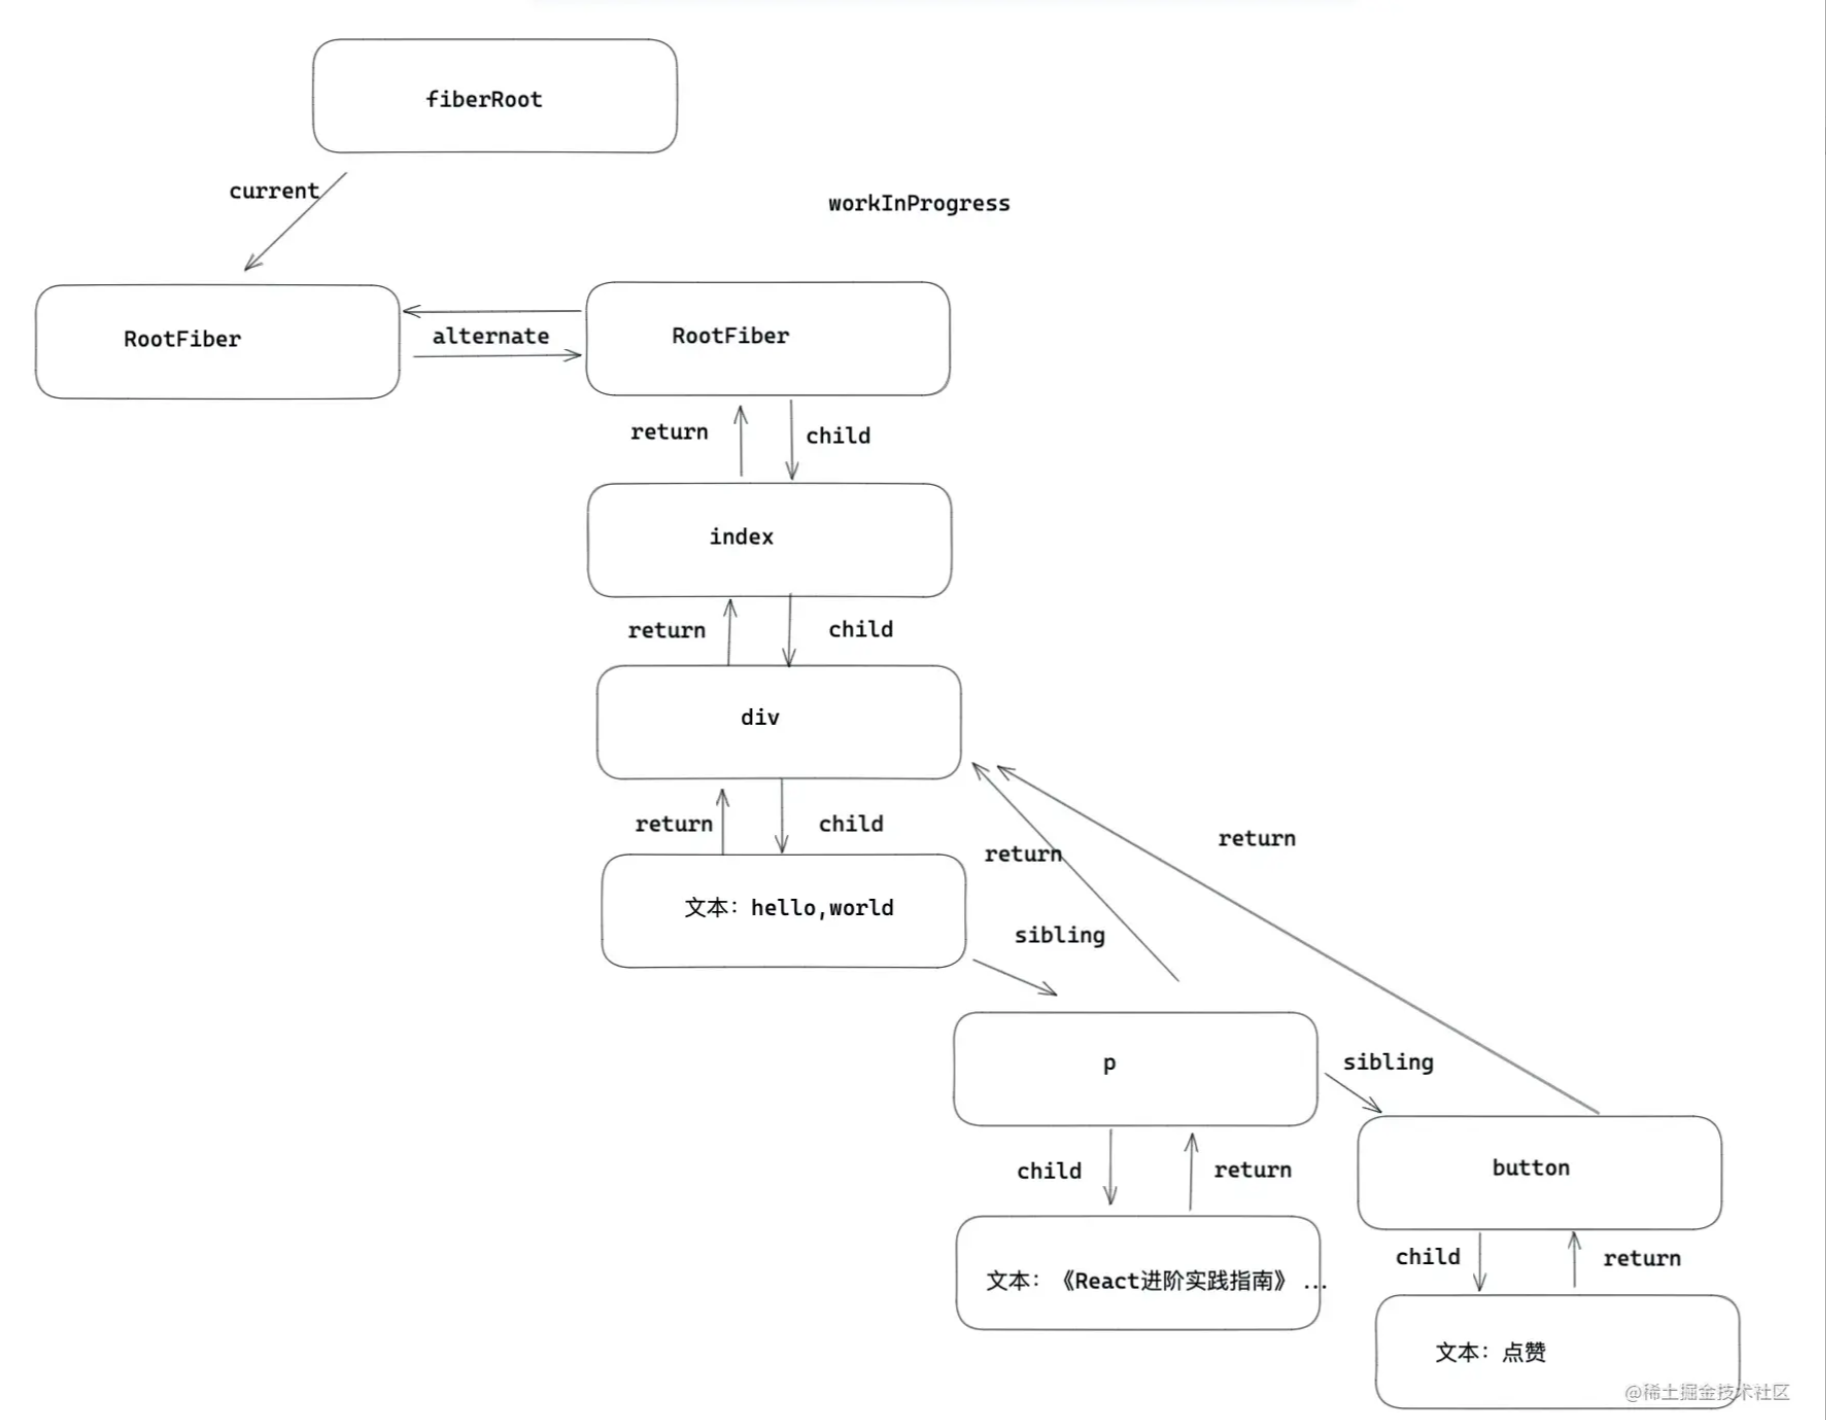 fiberRoot
current
workInProgress
RootFiber
alternate
RootFiber
return
child
index
return
child
div
return
child
return
return
文本：hello,world
sibling
p
sibling
button
child
return
child
return
文本：《React进阶实践指南》 ...
文本：点赞
@稀土掘金技术社区